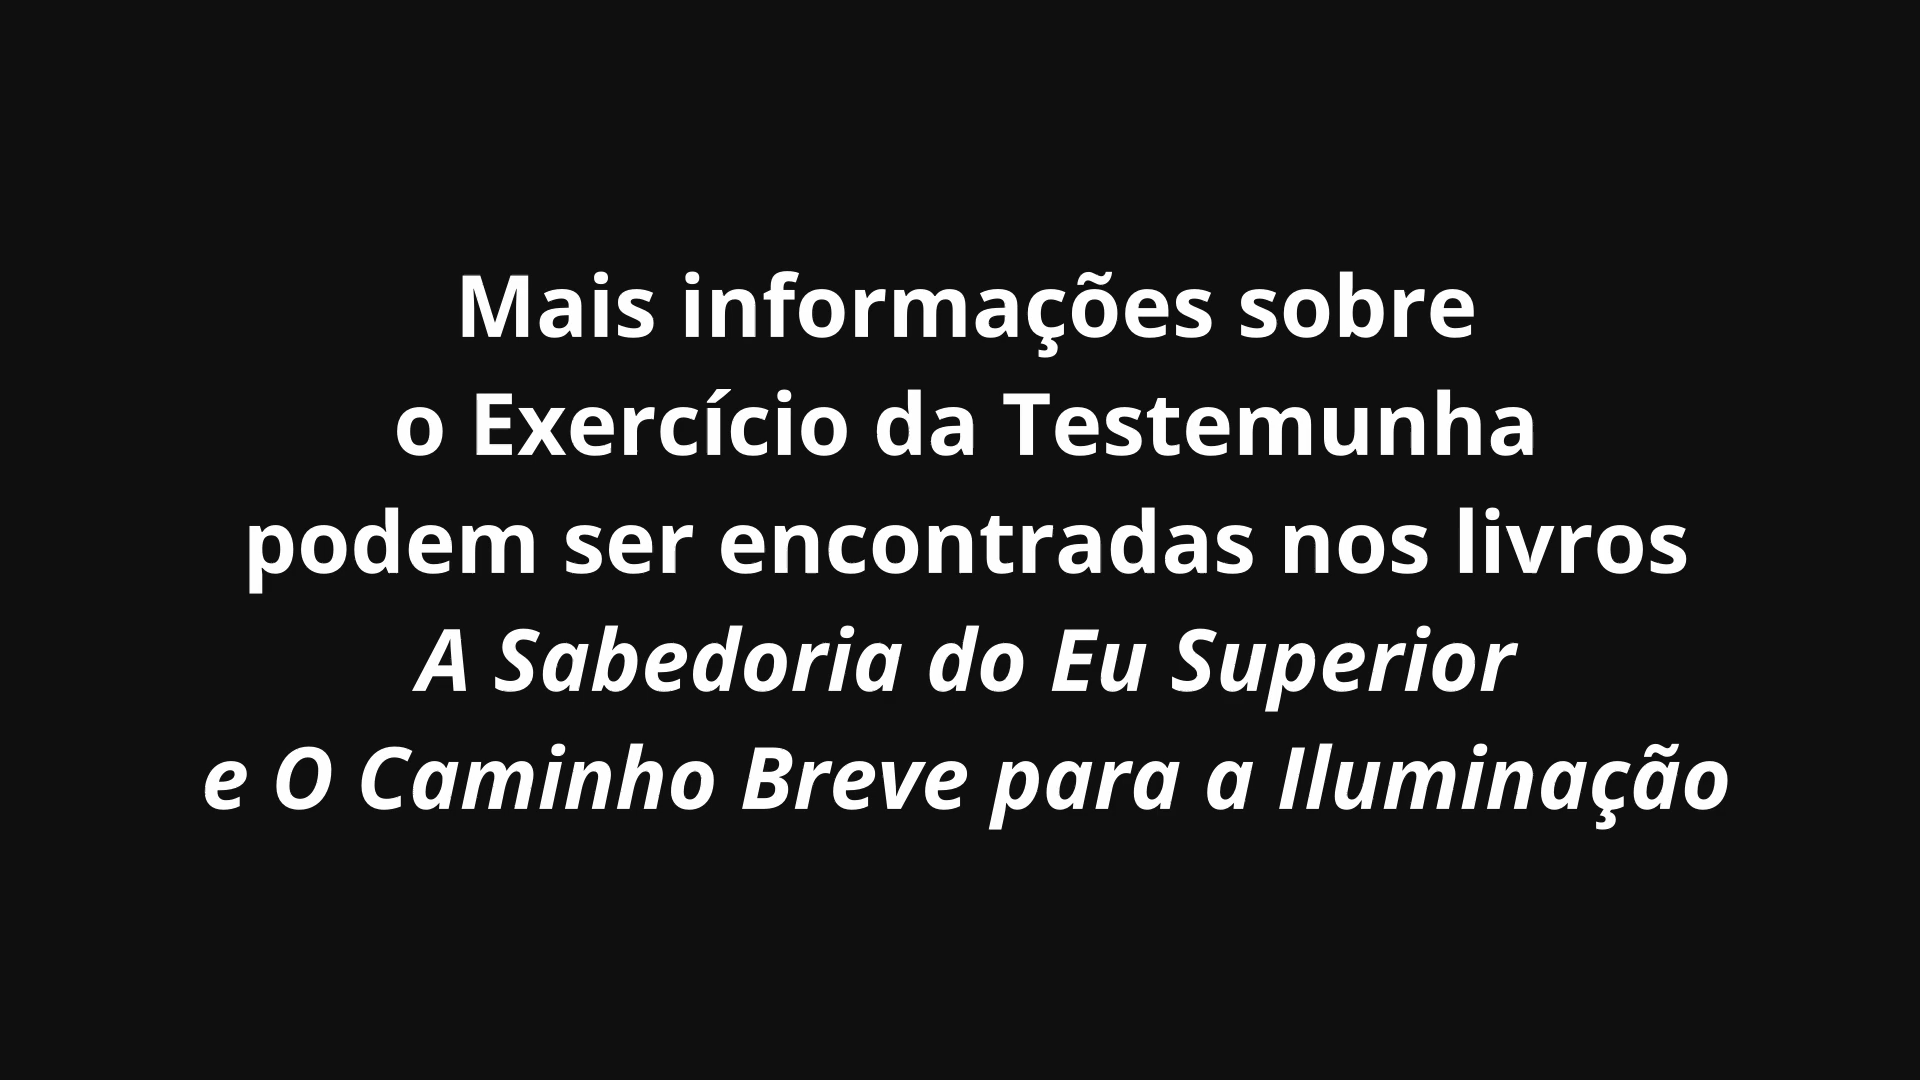 Mais informações sobre
o Exercício da Testemunha
podem ser encontradas nos livros
A Sabedoria do Eu Superior
e O Caminho Breve para a Iluminação